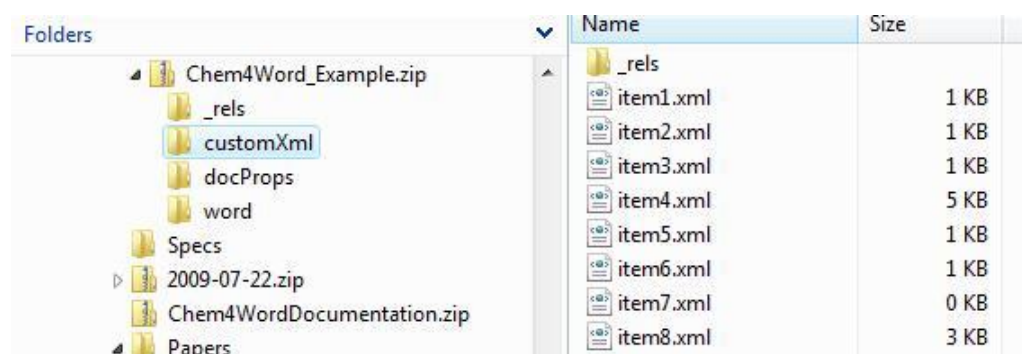 Folders
Chem4Word_Example.zip
_rels
customXml
docProps
word
Specs
2009-07-22.zip
Chem4WordDocumentation.zip
Papers
Name Size
_rels
item1.xml 1 KB
item2.xml 1 KB
item3.xml 1 KB
item4.xml 5 KB
item5.xml 1 KB
item6.xml 1 KB
item7.xml 0 KB
item8.xml 3 KB